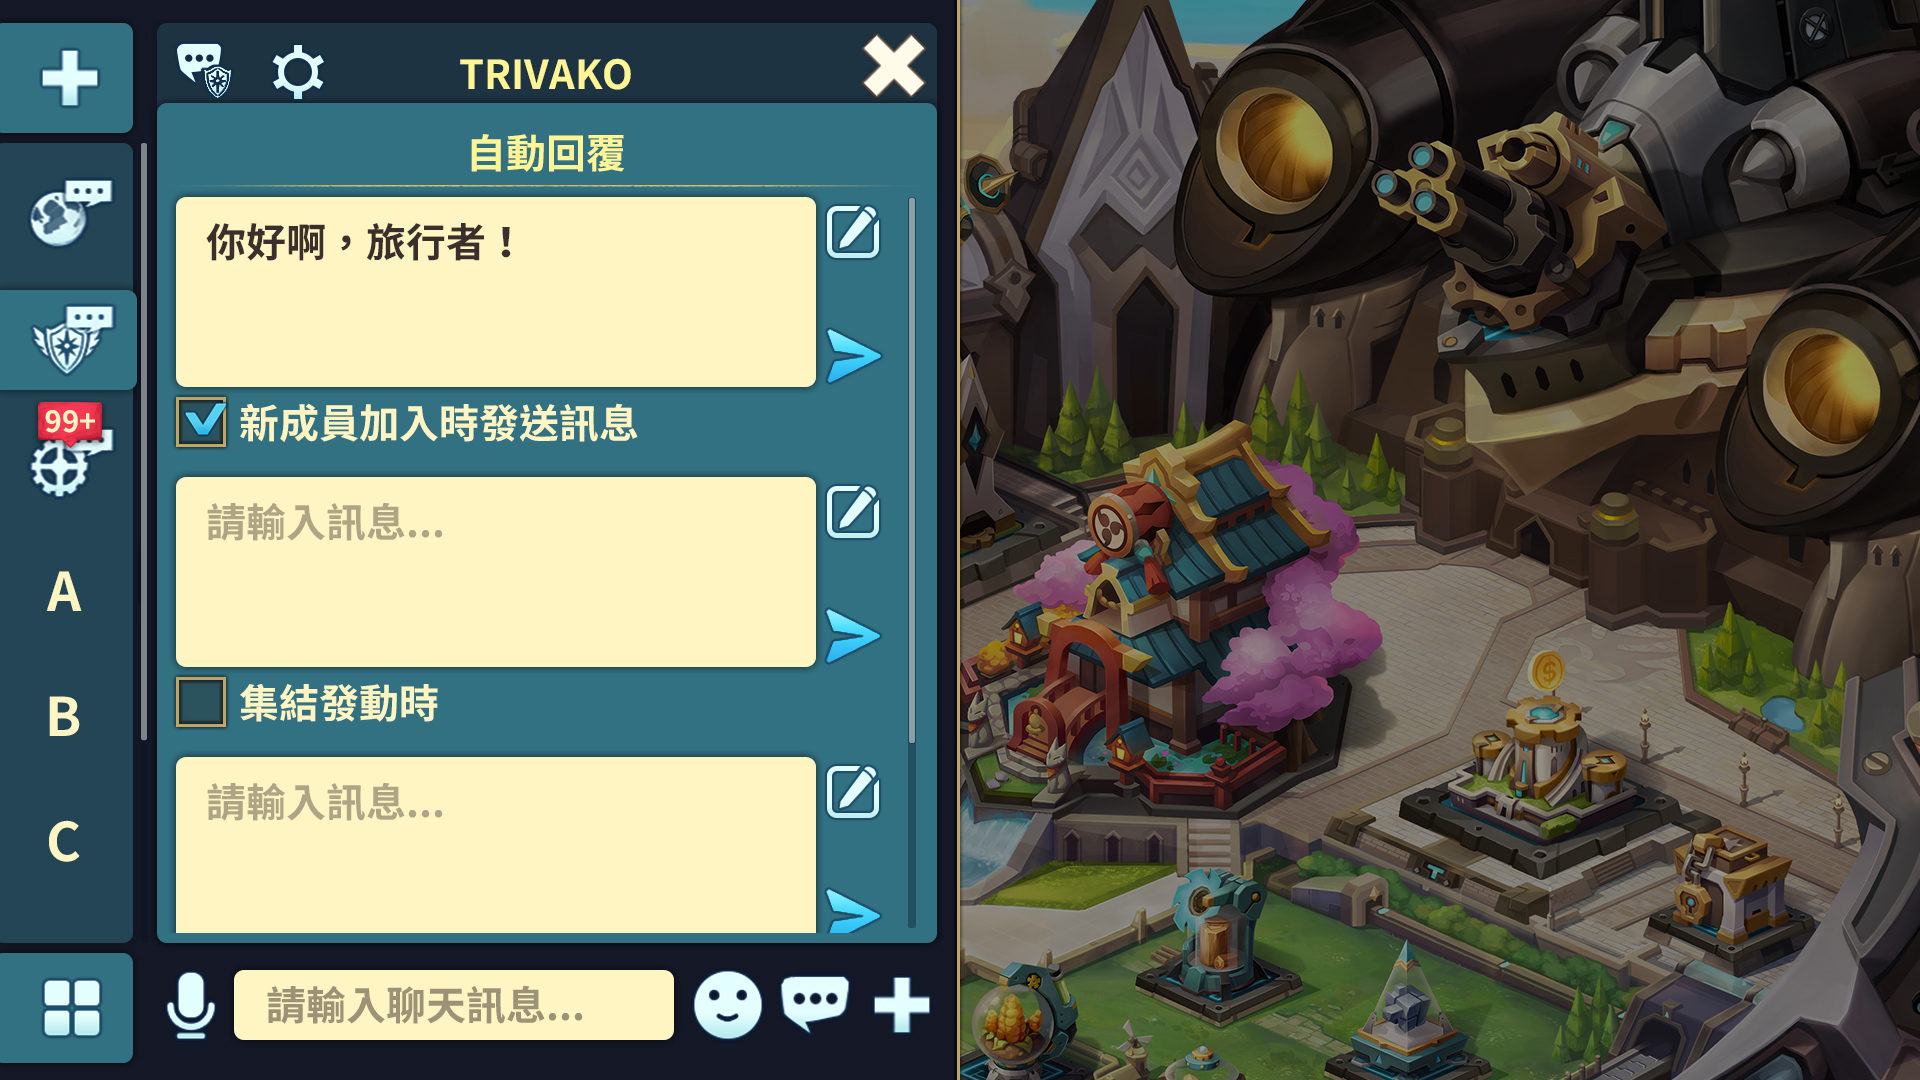 TRIVAKO
自動回覆
你好啊，旅行者！
新成員加入時發送訊息
99+
請輸入訊息...
A
集結發動時
B
請輸入訊息...
C
請輸入聊天訊息...